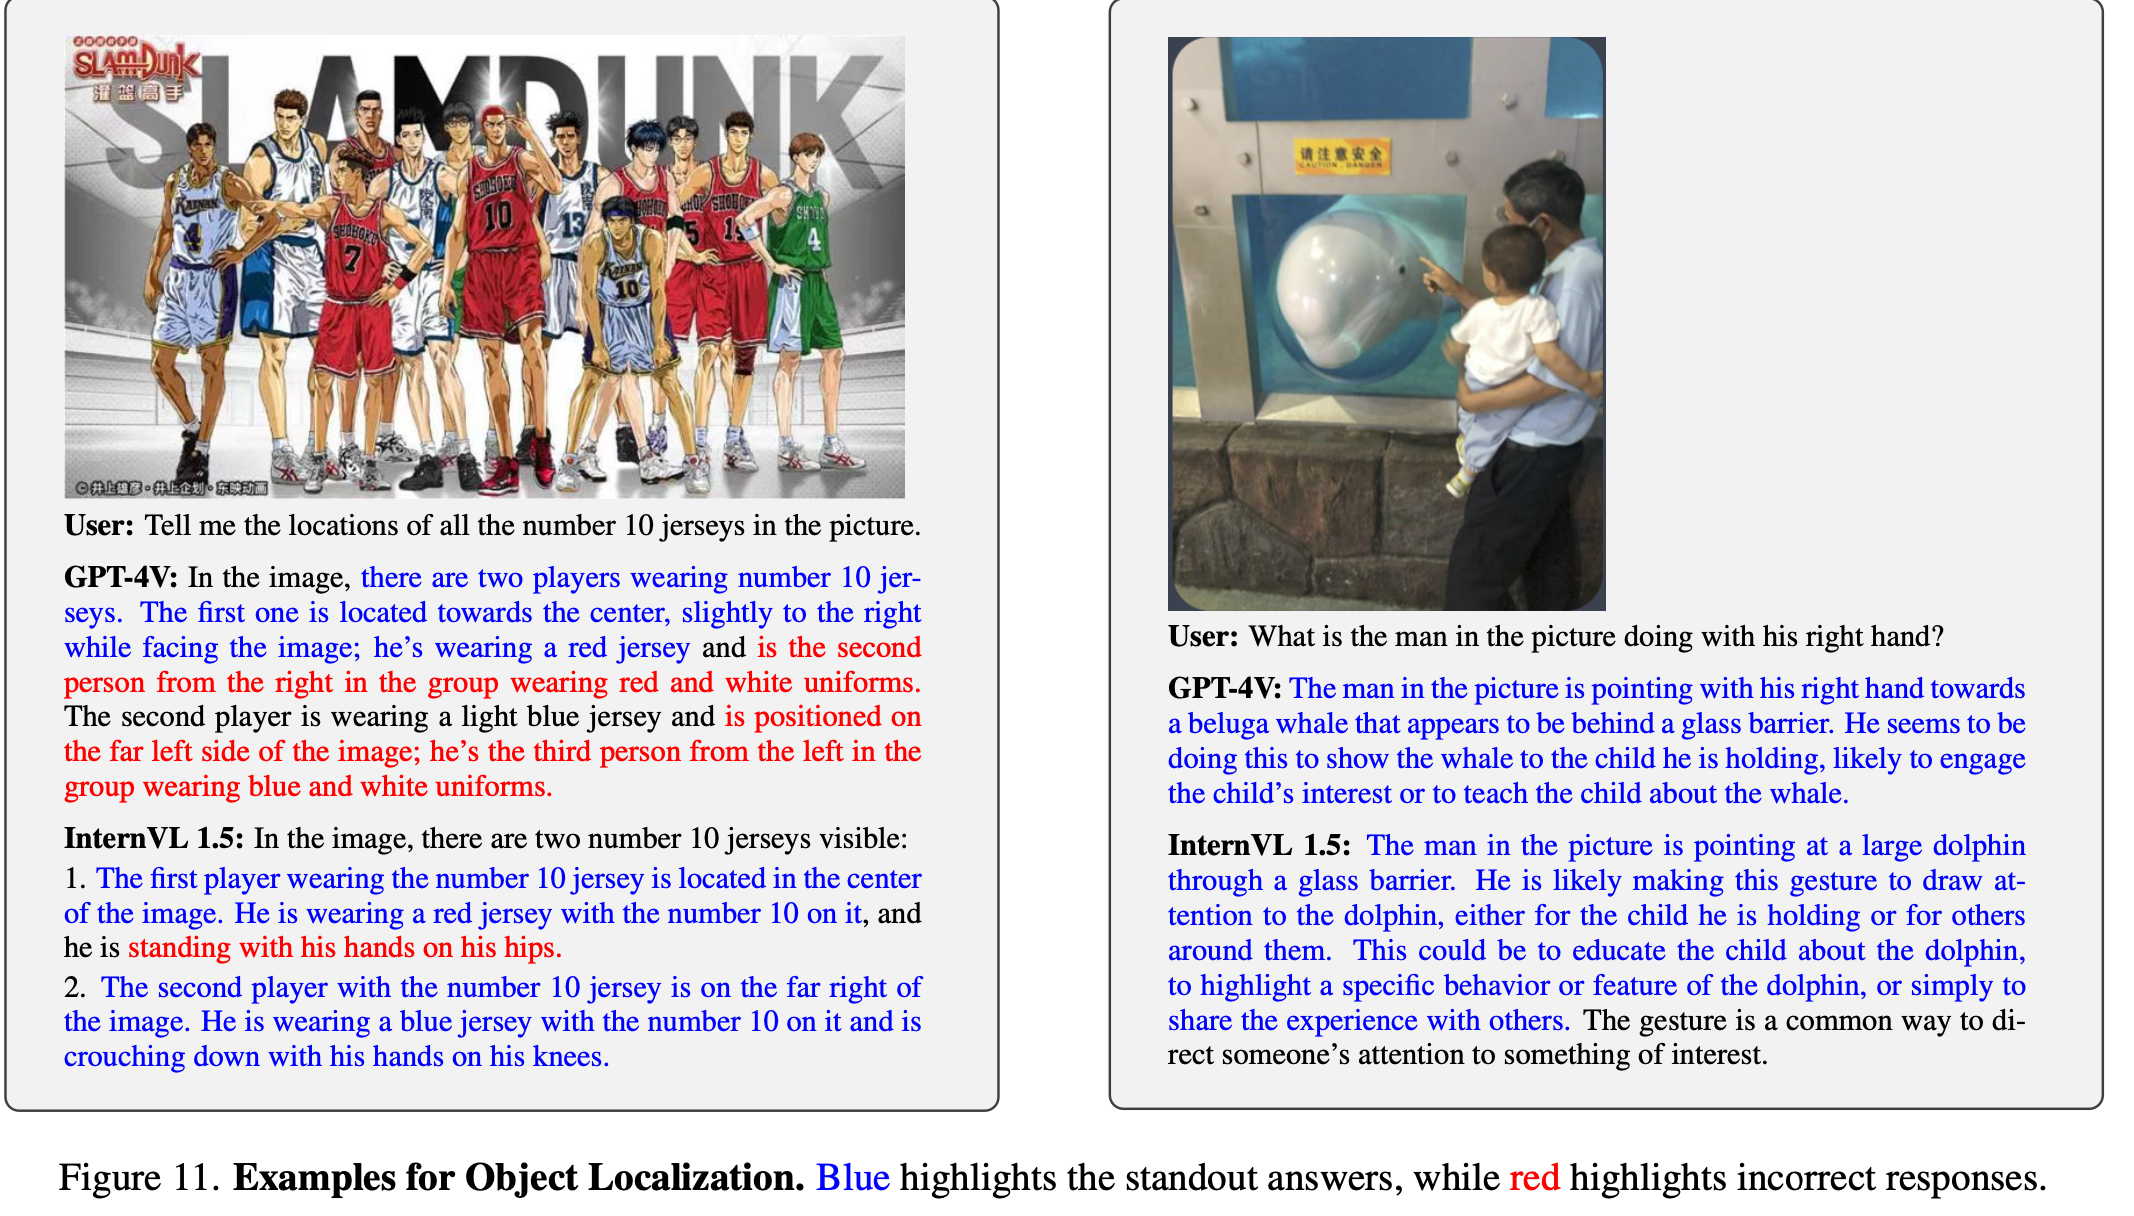 SLAMDUNK
SLAMDUNK
灌篮高手
KAINAN
4
SHOHOKU
7
SHOHOKU
10
13
KAINAN
10
SHOHOKU
5
SHOHOKU
4
©井上雄彦·井上企划·东映动画
User: Tell me the locations of all the number 10 jerseys in the picture.
GPT-4V: In the image, there are two players wearing number 10 jer-
seys. The first one is located towards the center, slightly to the right
while facing the image; he's wearing a red jersey and is the second
person from the right in the group wearing red and white uniforms.
The second player is wearing a light blue jersey and is positioned on
the far left side of the image; he's the third person from the left in the
group wearing blue and white uniforms.
InternVL 1.5: In the image, there are two number 10 jerseys visible:
1. The first player wearing the number 10 jersey is located in the center
of the image. He is wearing a red jersey with the number 10 on it, and
he is standing with his hands on his hips.
2. The second player with the number 10 jersey is on the far right of
the image. He is wearing a blue jersey with the number 10 on it and is
crouching down with his hands on his knees.
请注意安全
CAUTION . DANGER
User: What is the man in the picture doing with his right hand?
GPT-4V: The man in the picture is pointing with his right hand towards
a beluga whale that appears to be behind a glass barrier. He seems to be
doing this to show the whale to the child he is holding, likely to engage
the child's interest or to teach the child about the whale.
InternVL 1.5: The man in the picture is pointing at a large dolphin
through a glass barrier. He is likely making this gesture to draw at-
tention to the dolphin, either for the child he is holding or for others
around them. This could be to educate the child about the dolphin,
to highlight a specific behavior or feature of the dolphin, or simply to
share the experience with others. The gesture is a common way to di-
rect someone's attention to something of interest.
Figure 11. Examples for Object Localization. Blue highlights the standout answers, while red highlights incorrect responses.